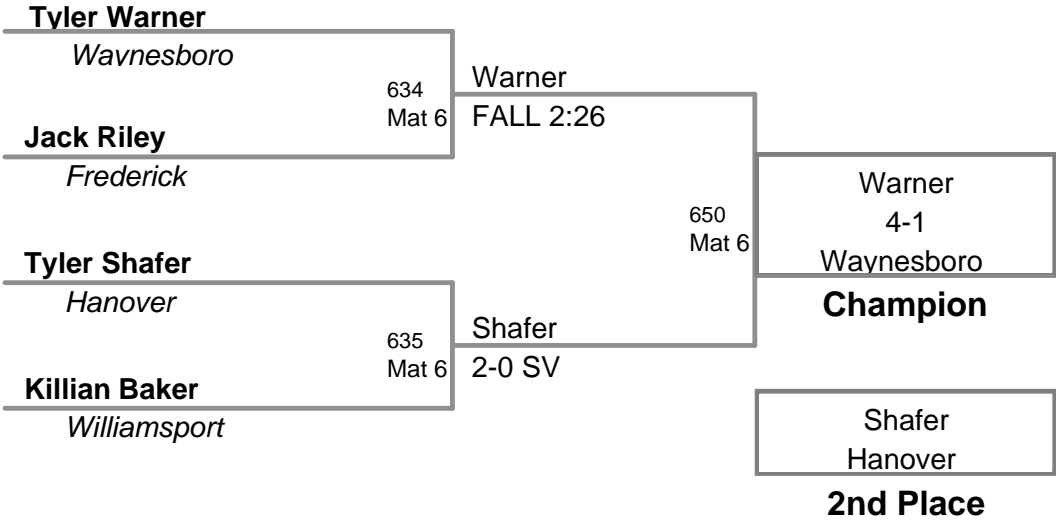 Tyler Warner
Waynesboro
634
Mat 6
Warner
FALL 2:26
Jack Riley
Frederick
650
Mat 6
Warner
4-1
Waynesboro
Champion
Tyler Shafer
Hanover
635
Mat 6
Shafer
2-0 SV
Killian Baker
Williamsport
Shafer
Hanover
2nd Place